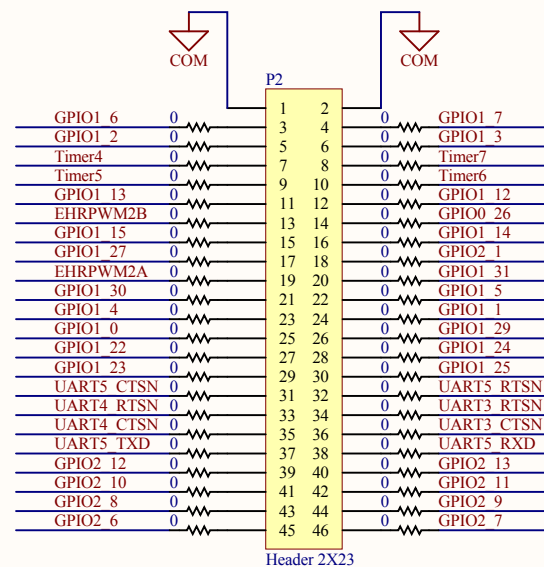 COM COM
P2
1 2
GPIO1_6 0 3 4 0 GPIO1_7
GPIO1_2 0 5 6 0 GPIO1_3
Timer4 0 7 8 0 Timer7
Timer5 0 9 10 0 Timer6
GPIO1_13 0 11 12 0 GPIO1_12
EHRPWM2B 0 13 14 0 GPIO0_26
GPIO1_15 0 15 16 0 GPIO1_14
GPIO1_27 0 17 18 0 GPIO2_1
EHRPWM2A 0 19 20 0 GPIO1_31
GPIO1_30 0 21 22 0 GPIO1_5
GPIO1_4 0 23 24 0 GPIO1_1
GPIO1_0 0 25 26 0 GPIO1_29
GPIO1_22 0 27 28 0 GPIO1_24
GPIO1_23 0 29 30 0 GPIO1_25
UART5_CTSN 0 31 32 0 UART5_RTSN
UART4_RTSN 0 33 34 0 UART3_RTSN
UART4_CTSN 0 35 36 0 UART3_CTSN
UART5_TXD 0 37 38 0 UART5_RXD
GPIO2_12 0 39 40 0 GPIO2_13
GPIO2_10 0 41 42 0 GPIO2_11
GPIO2_8 0 43 44 0 GPIO2_9
GPIO2_6 0 45 46 0 GPIO2_7
Header 2X23